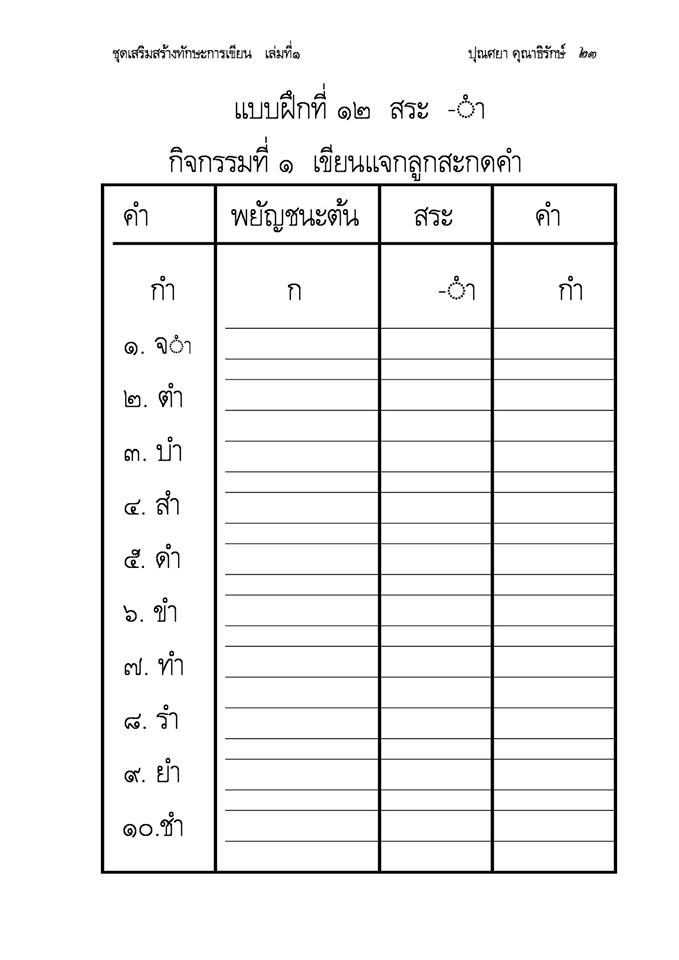 ชุดเสริมสร้างทักษะการเขียน เล่มที่๑ ปุณศยา คุณาธิรักษ์ ๒๓
แบบฝึกที่ ๑๒ สระ -ำ
กิจกรรมที่ ๑ เขียนแจกลูกสะกดคำ
คำ พยัญชนะต้น สระ คำ
กำ ก -ำ กำ
๑. จำ
๒. ตำ
๓. บำ
๔. สำ
๕. ดำ
๖. ขำ
๗. ทำ
๘. รำ
๙. ยำ
๑๐.ชำ